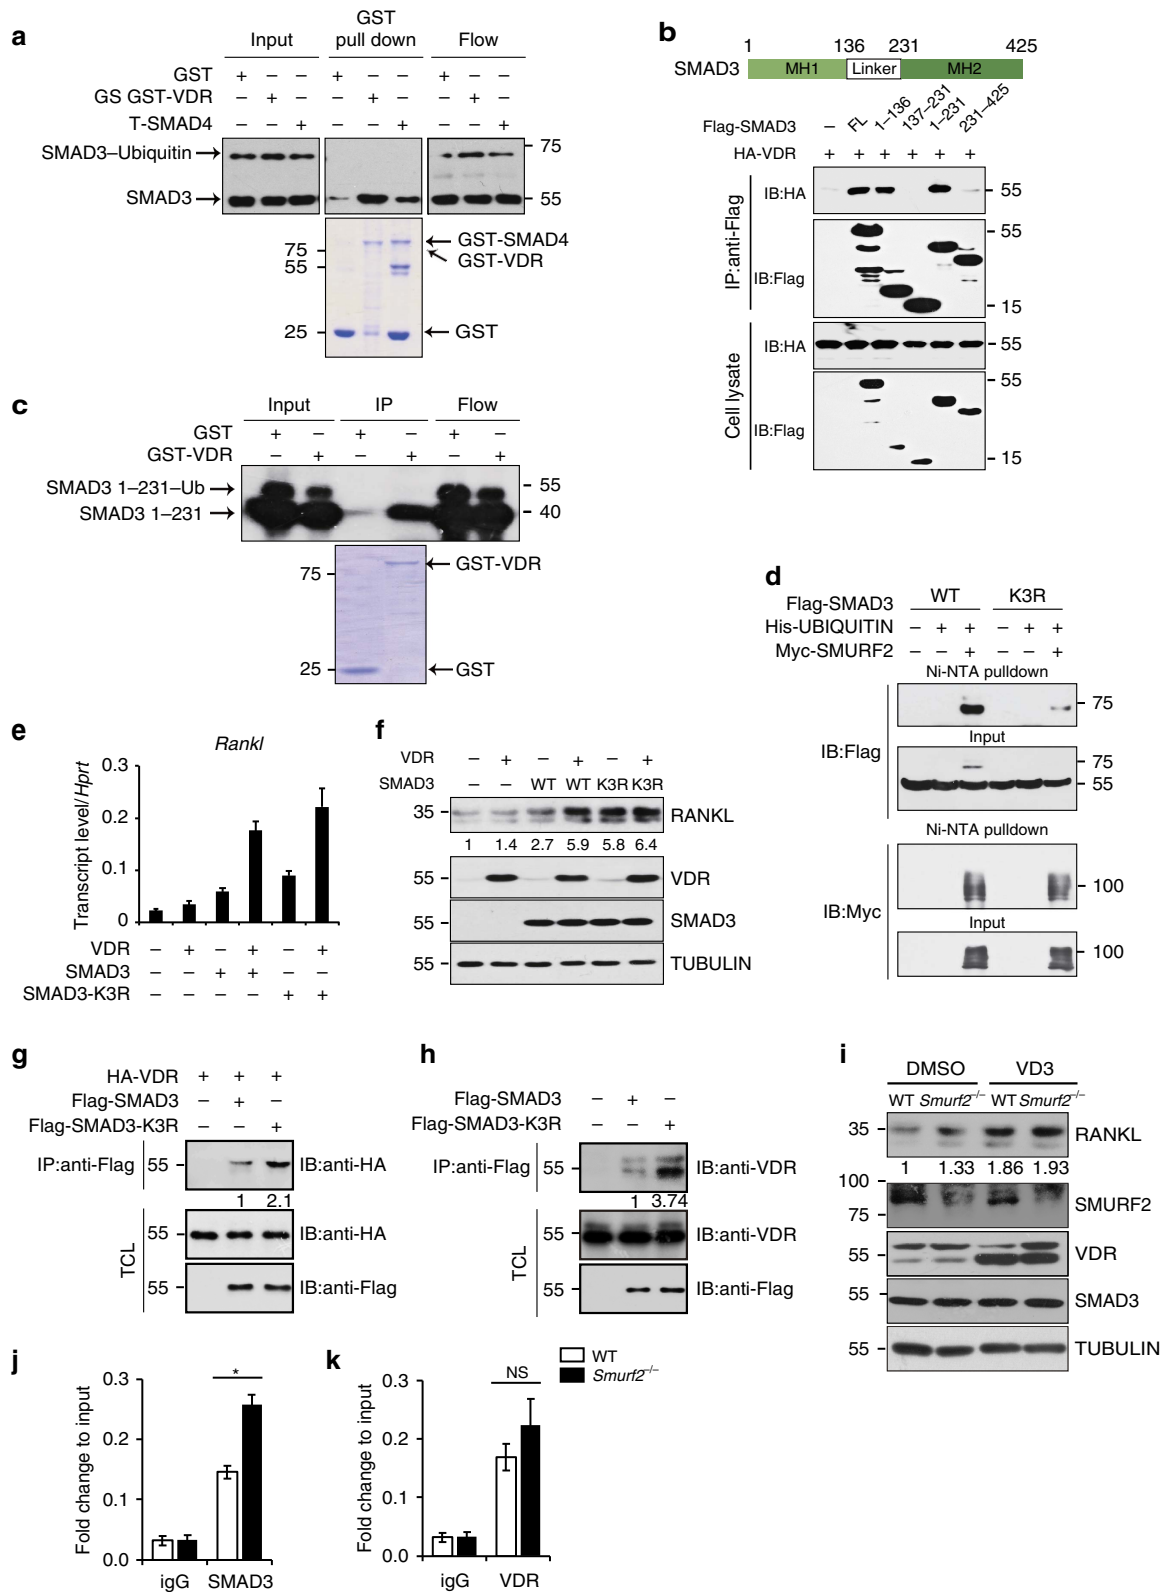 a
GST
Input pull down Flow
GST + – – + – – + – –
GS GST-VDR – + – – + – – + –
T-SMAD4 – – + – – + – – +
SMAD3–Ubiquitin 75
SMAD3 55
75 GST-SMAD4
55 GST-VDR
25 GST
b
1 136 231 425
SMAD3 MH1 Linker MH2
Flag-SMAD3 – FL 1–136 137–231 1–231 231–425
HA-VDR + + + + + +
IP:anti-Flag
IB:HA 55
55
IB:Flag
15
Cell lysate
IB:HA 55
55
IB:Flag
15
c
Input IP Flow
GST + – + – + –
GST-VDR – + – + – +
SMAD3 1–231–Ub 55
SMAD3 1–231 40
75 GST-VDR
25 GST
d
Flag-SMAD3 WT K3R
His-UBIQUITIN – + + – + +
Myc-SMURF2 – – + – – +
Ni-NTA pulldown
75
IB:Flag
Input
75
55
Ni-NTA pulldown
100
IB:Myc
Input
100
e
Rankl
Transcript level/Hprt
0.3
0.2
0.1
0
VDR – + – + – +
SMAD3 – – + + – –
SMAD3-K3R – – – – + +
f
VDR – + – + – +
SMAD3 – – WT WT K3R K3R
35 RANKL
1 1.4 2.7 5.9 5.8 6.4
55 VDR
SMAD3
55 TUBULIN
g
HA-VDR + + +
Flag-SMAD3 – + –
Flag-SMAD3-K3R – – +
IP:anti-Flag 55 IB:anti-HA
1 2.1
TCL
55 IB:anti-HA
55 IB:anti-Flag
h
Flag-SMAD3 – + –
Flag-SMAD3-K3R – – +
IP:anti-Flag 55 IB:anti-VDR
1 3.74
TCL
IB:anti-VDR
55 IB:anti-Flag
i
DMSO VD3
WT Smurf2–/– WT Smurf2–/–
35 RANKL
1 1.33 1.86 1.93
100
SMURF2
75
55 VDR
55 SMAD3
55 TUBULIN
j
Fold change to input
0.3
0.2
0.1
0.0
*
igG SMAD3
k
WT
Smurf2–/–
Fold change to input
0.3
0.2
0.1
0.0
NS
igG VDR